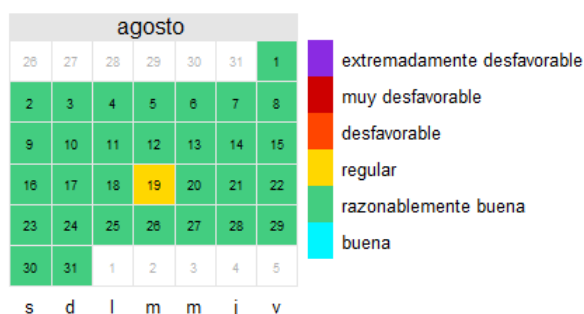 agosto
26 27 28 29 30 31 1
2 3 4 5 6 7 8
9 10 11 12 13 14 15
16 17 18 19 20 21 22
23 24 25 26 27 28 29
30 31 1 2 3 4 5
s d l m m j v
extremadamente desfavorable
muy desfavorable
desfavorable
regular
razonablemente buena
buena